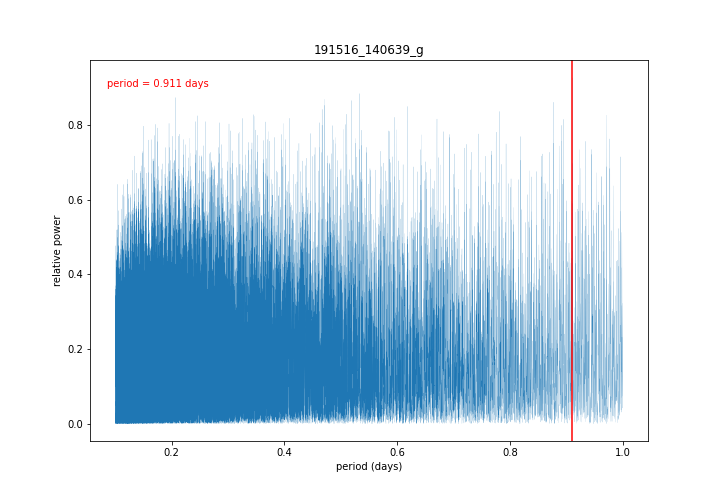 191516_140639_g
period = 0.911 days
relative power
0.8
0.6
0.4
0.2
0.0
0.2 0.4 0.6 0.8 1.0
period (days)